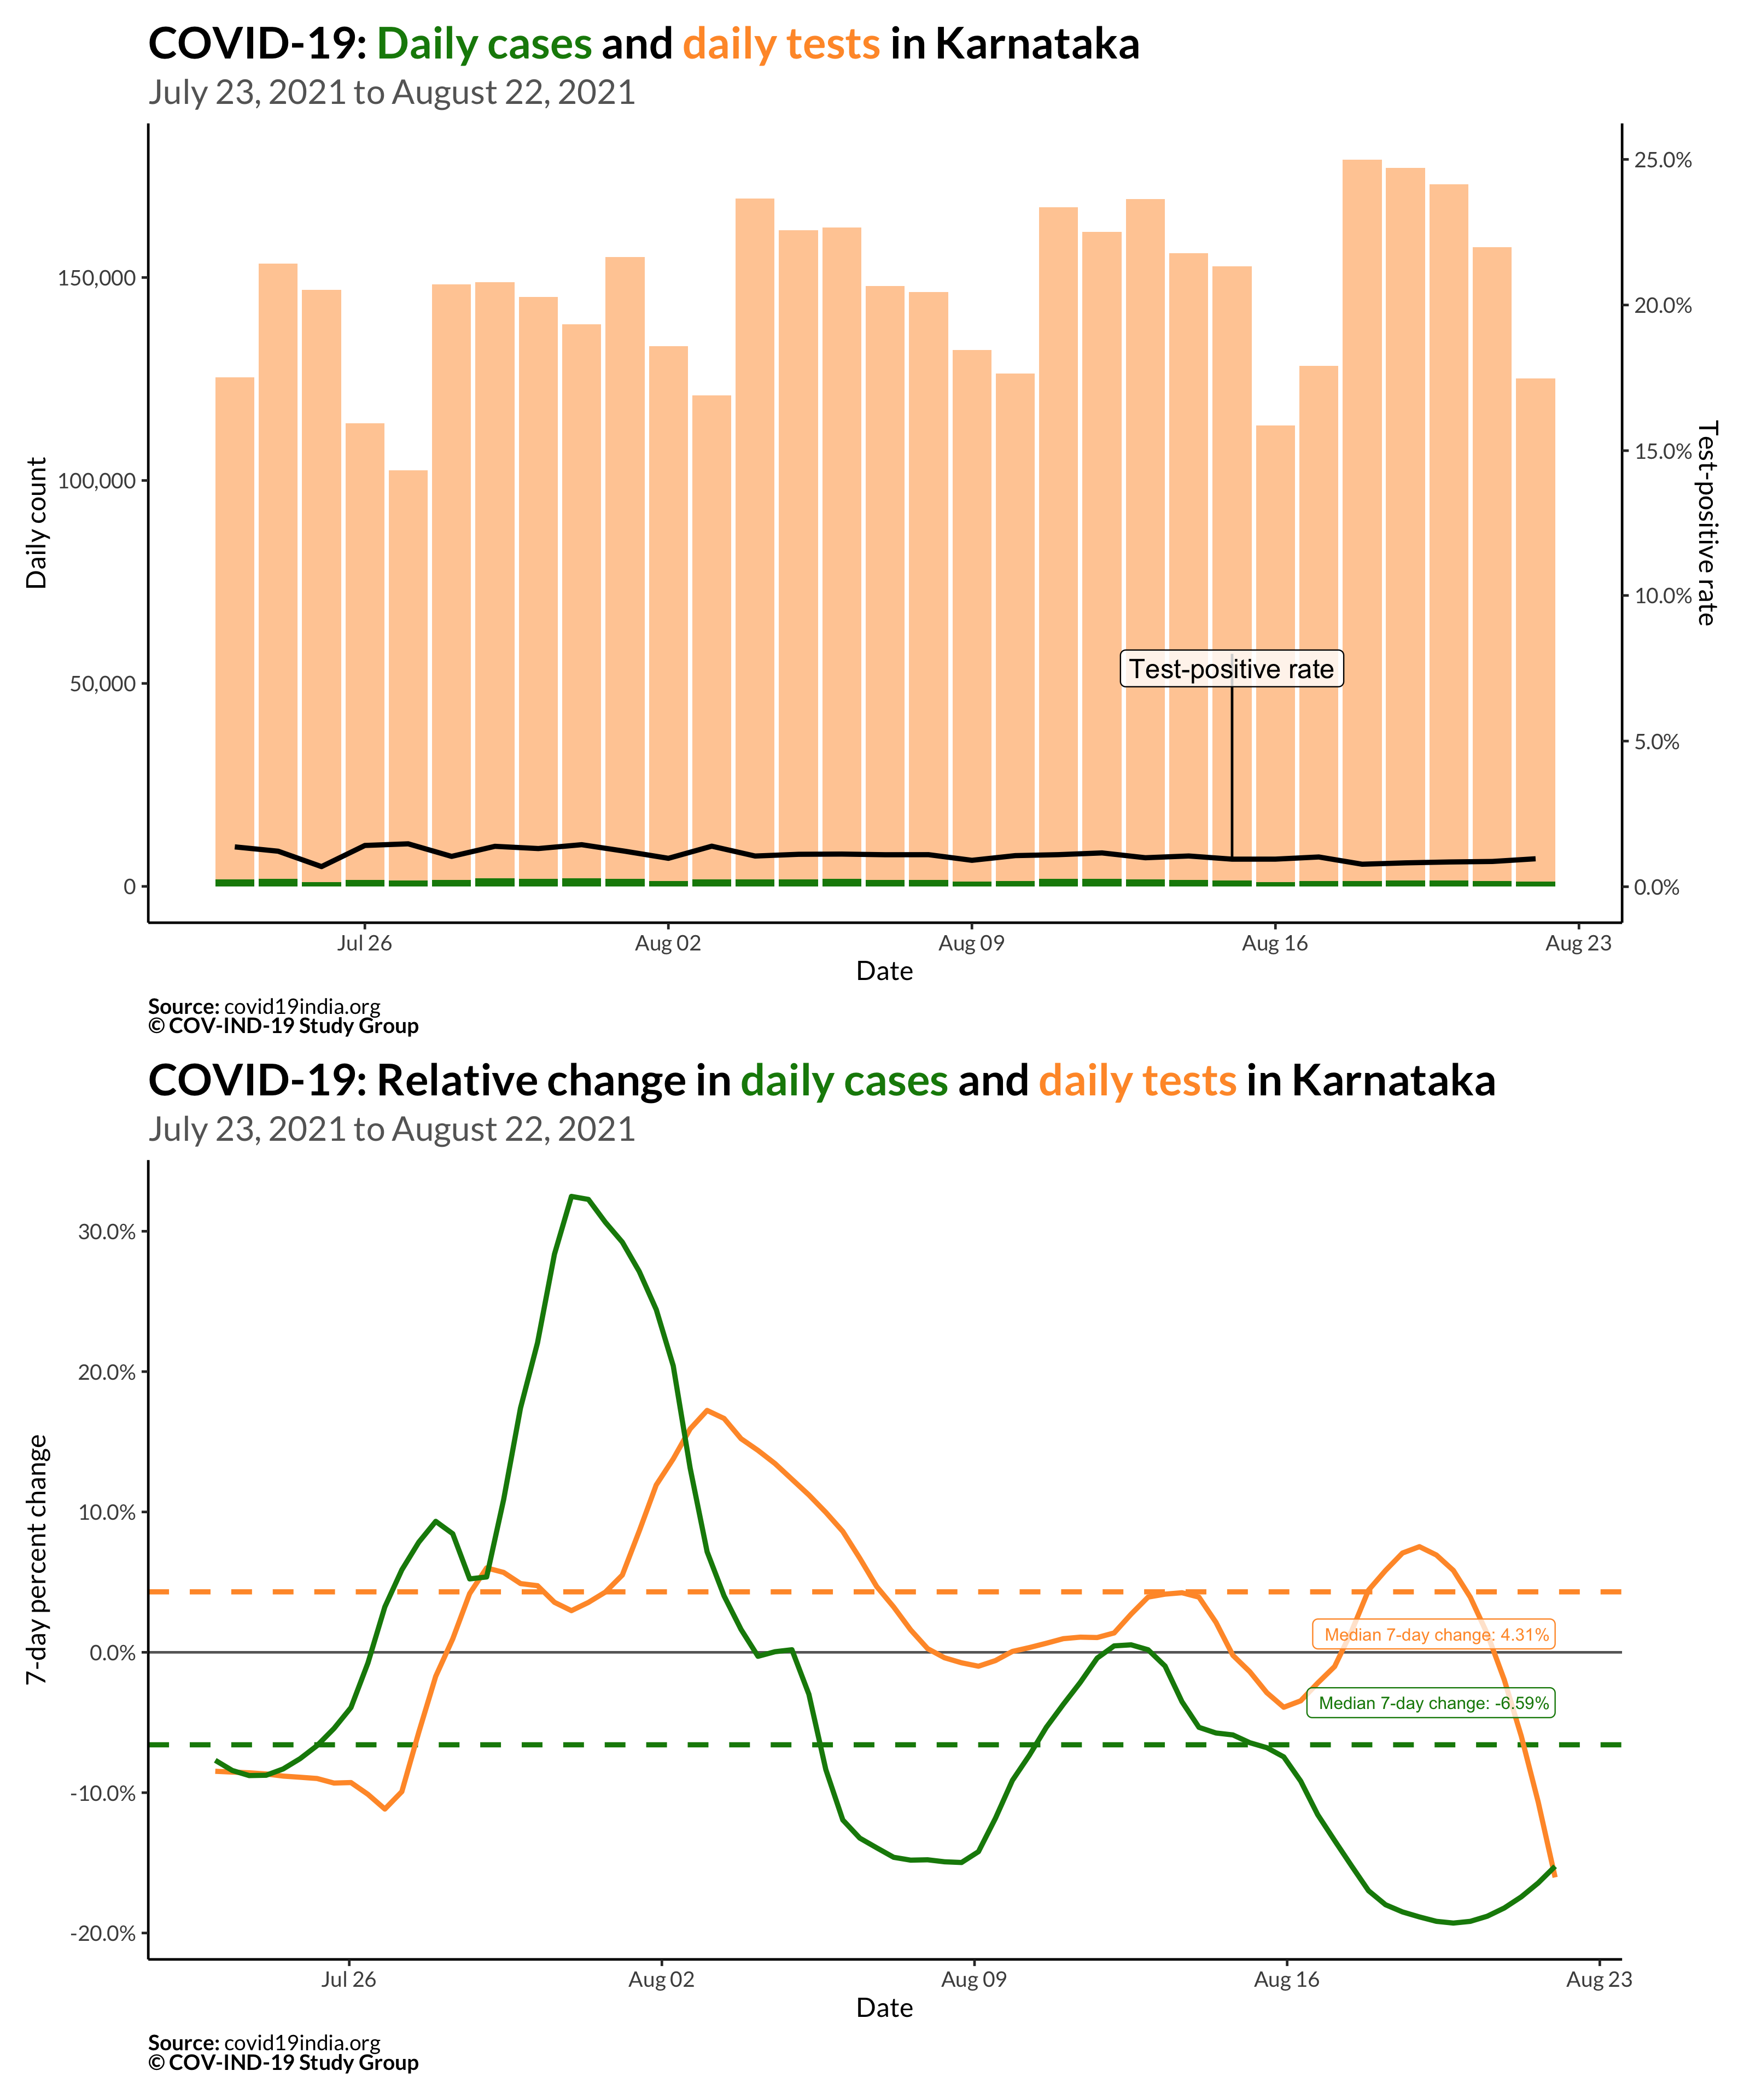 COVID-19: Daily cases and daily tests in Karnataka
July 23, 2021 to August 22, 2021
Daily count
150,000
100,000
50,000
0
25.0%
20.0%
15.0%
10.0%
5.0%
0.0%
Test-positive rate
Test-positive rate
Jul 26
Aug 02
Aug 09
Aug 16
Aug 23
Date
Source: covid19india.org
© COV-IND-19 Study Group
COVID-19: Relative change in daily cases and daily tests in Karnataka
July 23, 2021 to August 22, 2021
7-day percent change
30.0%
20.0%
10.0%
0.0%
-10.0%
-20.0%
Median 7-day change: 4.31%
Median 7-day change: -6.59%
Jul 26
Aug 02
Aug 09
Aug 16
Aug 23
Date
Source: covid19india.org
© COV-IND-19 Study Group